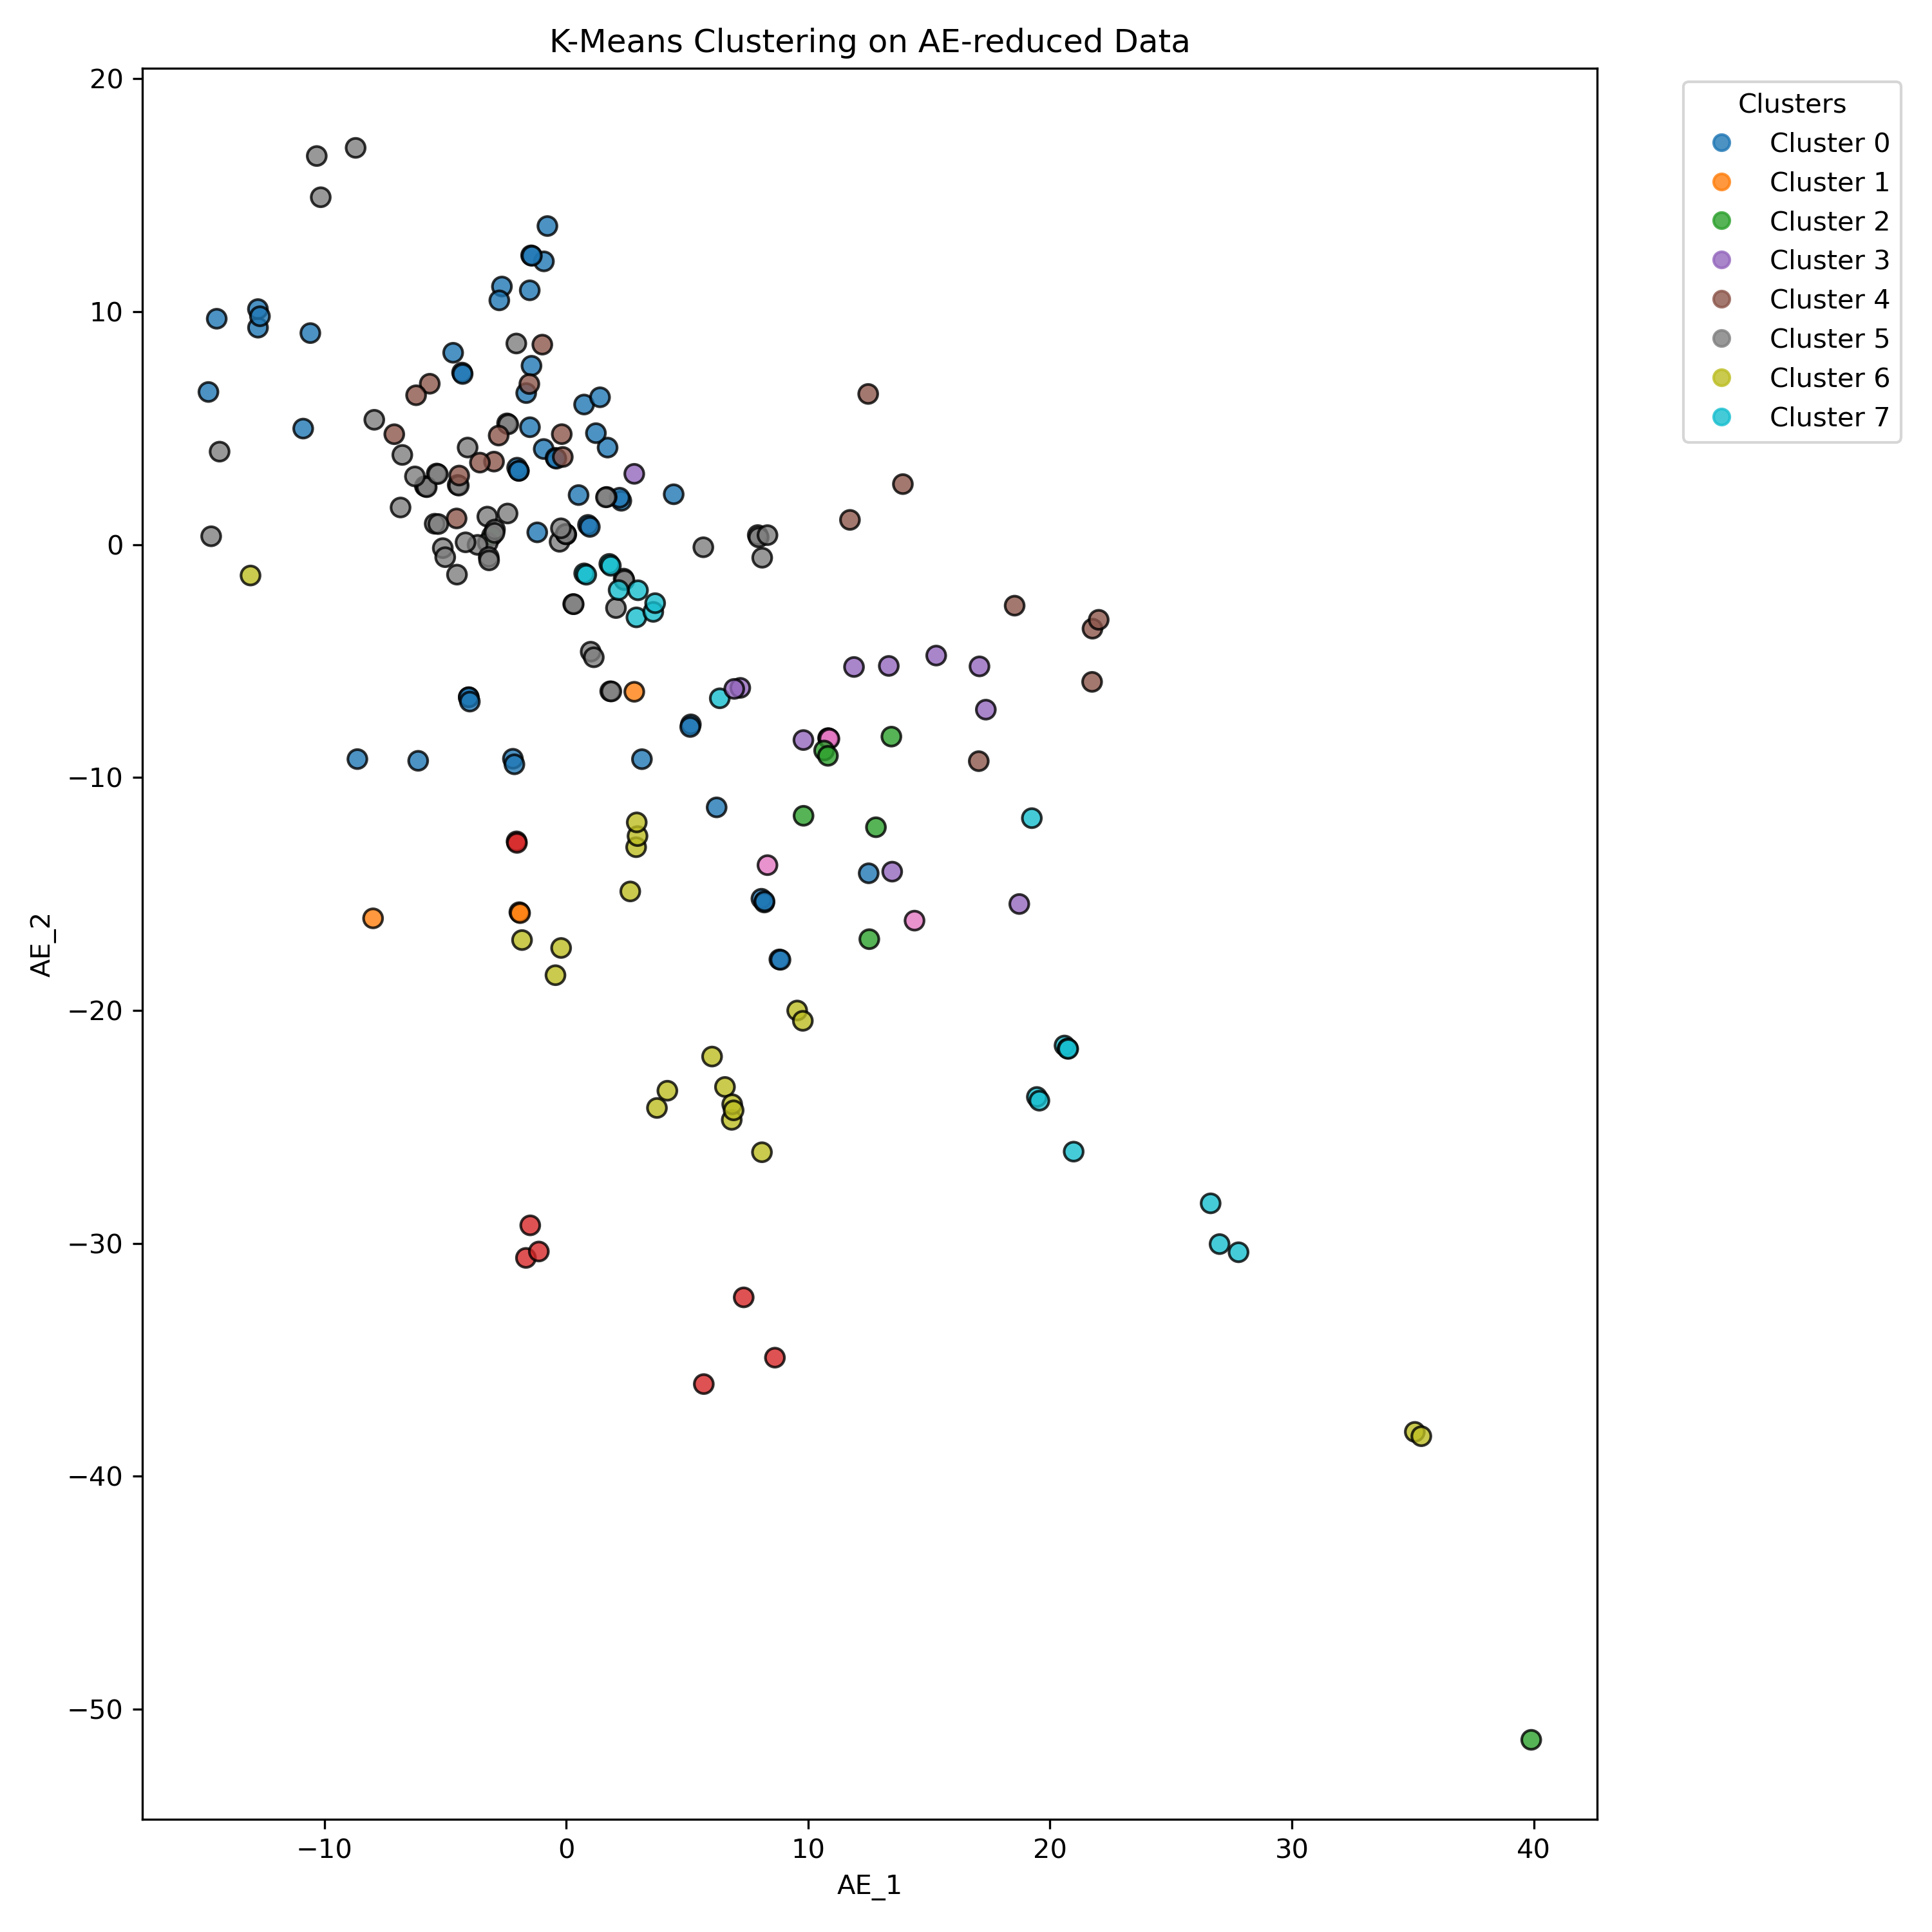 K-Means Clustering on AE-reduced Data
Clusters
Cluster 0
Cluster 1
Cluster 2
Cluster 3
Cluster 4
Cluster 5
Cluster 6
Cluster 7
20
10
0
−10
−20
−30
−40
−50
AE_2
−10
0
10
20
30
40
AE_1